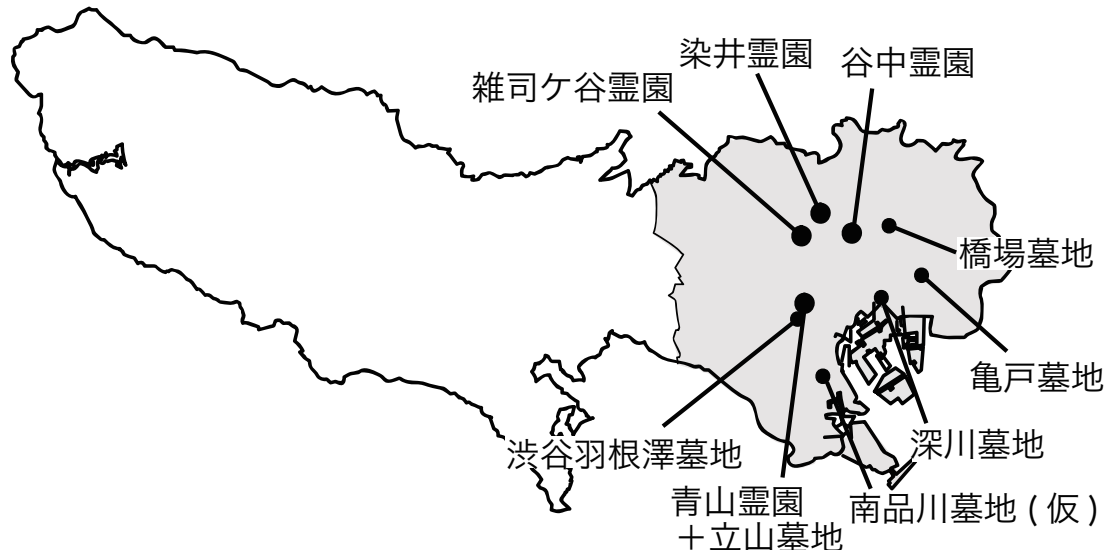 染井霊園
谷中霊園
雑司ケ谷霊園
橋場墓地
亀戸墓地
深川墓地
渋谷羽根澤墓地
青山霊園
＋立山墓地
南品川墓地 ( 仮 )